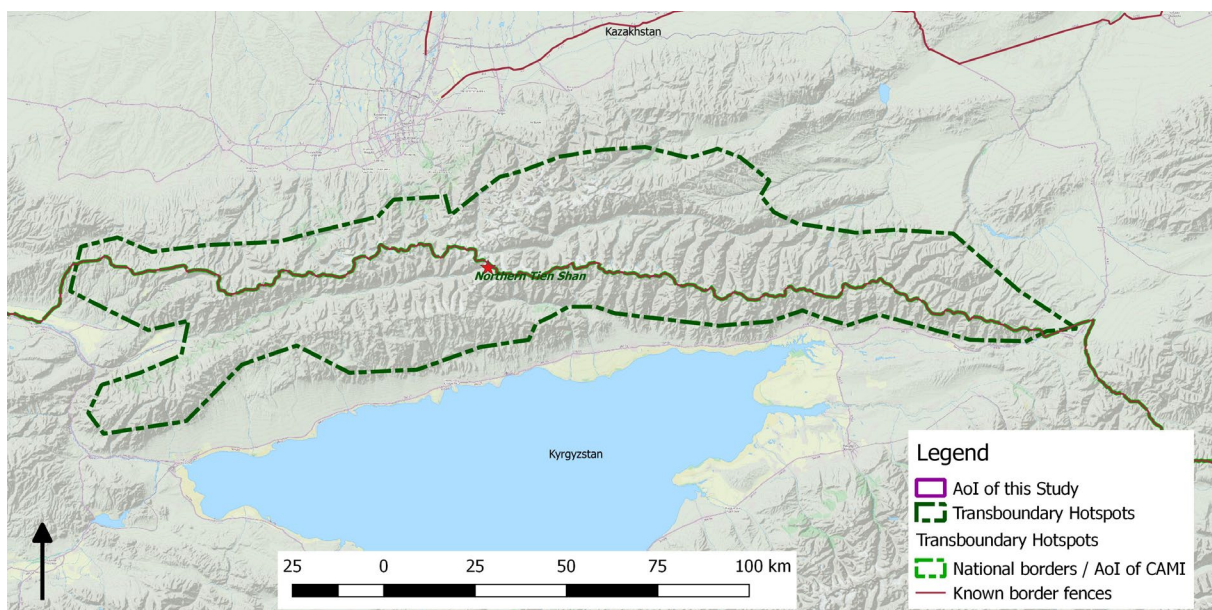 Kazakhstan
Northern Tien Shan
Kyrgyzstan
Legend
AoI of this Study
Transboundary Hotspots
Transboundary Hotspots
National borders / AoI of CAMI
Known border fences
25 0 25 50 75 100 km